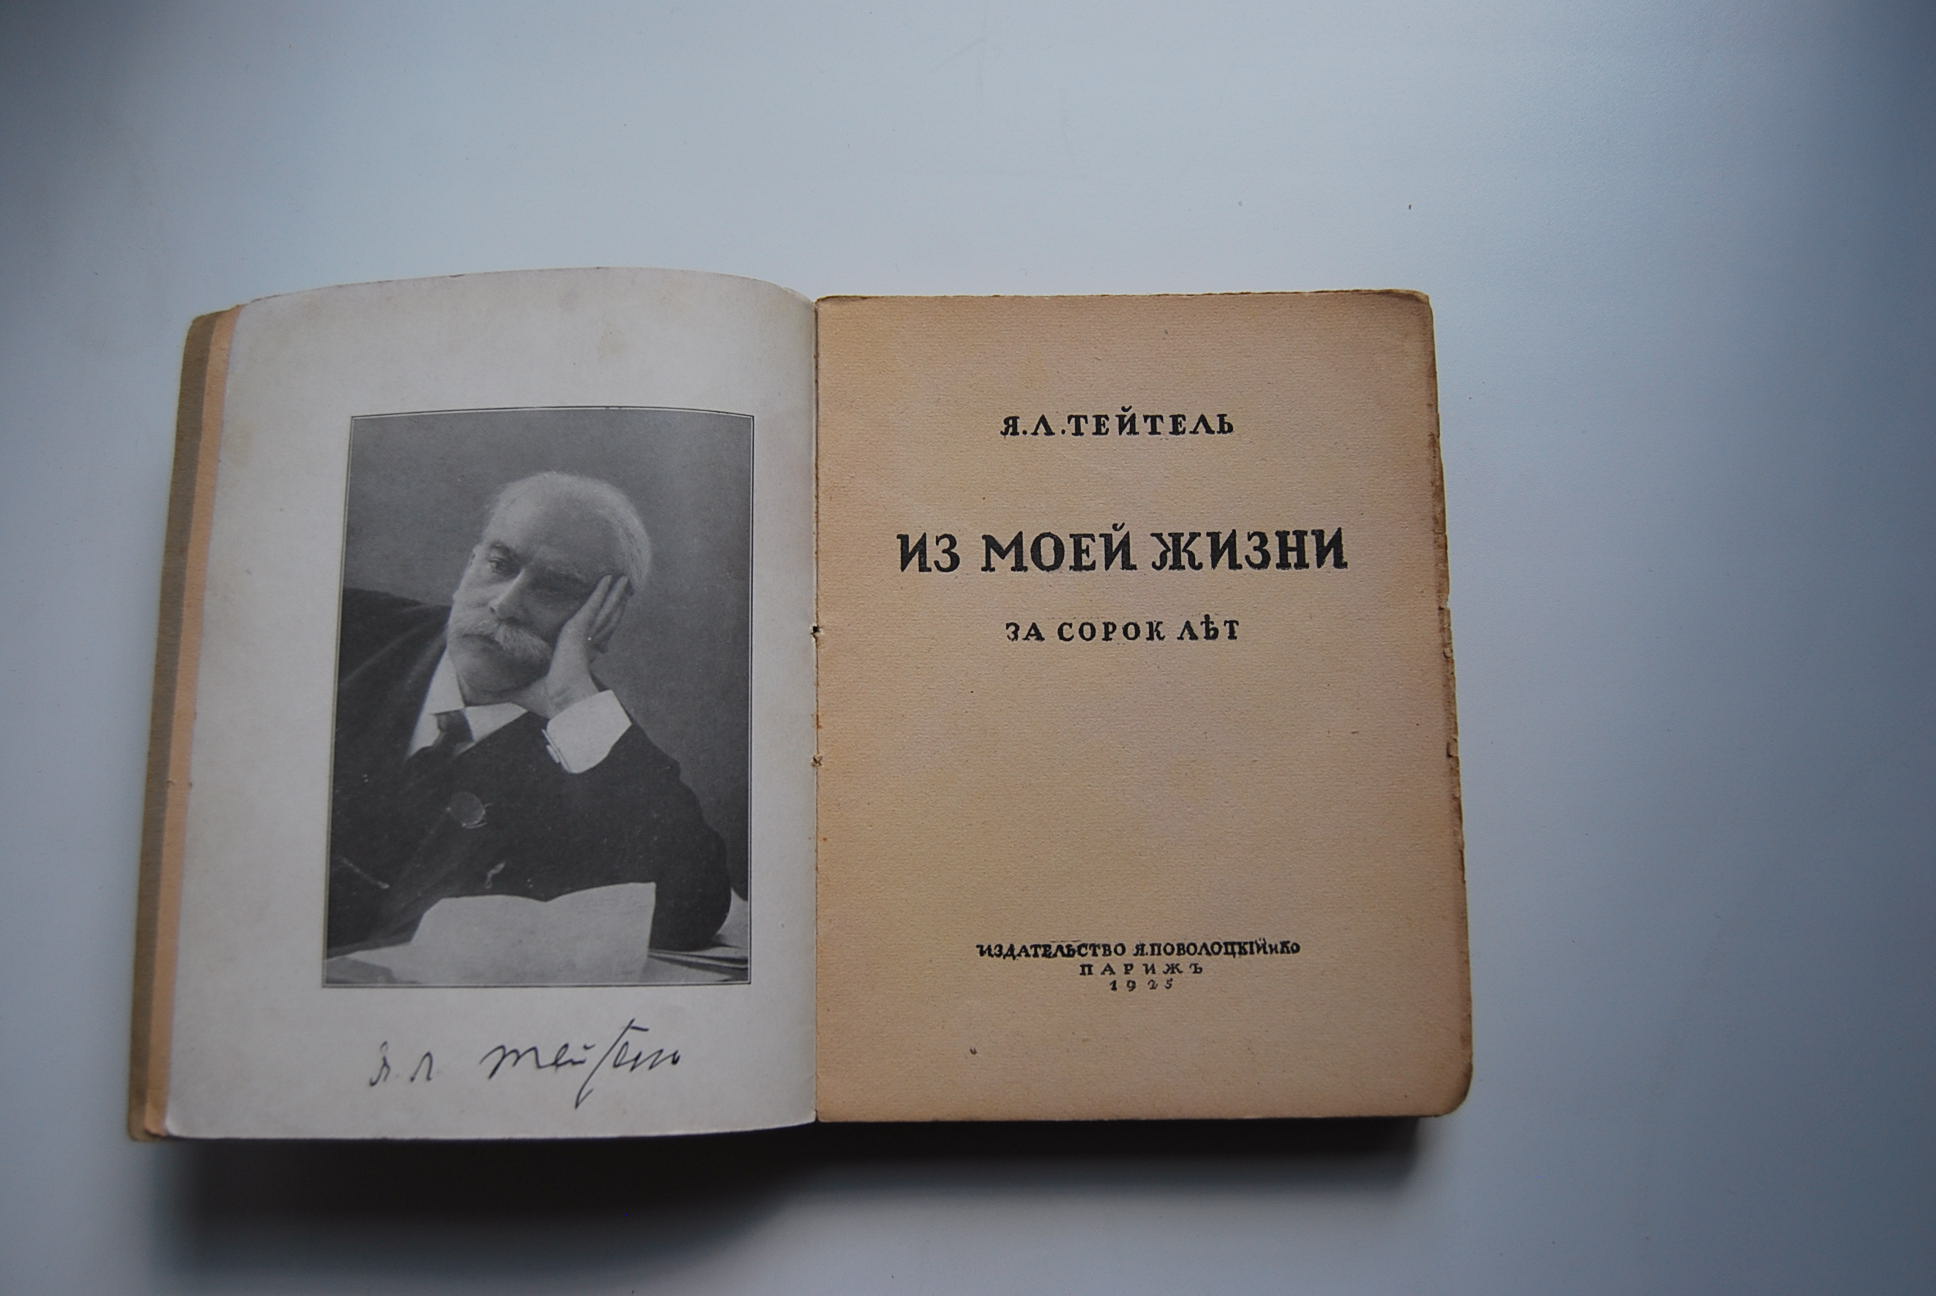 Я. Л. Тейтель
Я.Л.ТЕЙТЕЛЬ
ИЗ МОЕЙ ЖИЗНИ
ЗА СОРОК ЛѢТ
ИЗДАТЕЛЬСТВО Я.ПОВОЛОЦКІЙ и Ко
ПАРИЖЪ
1925